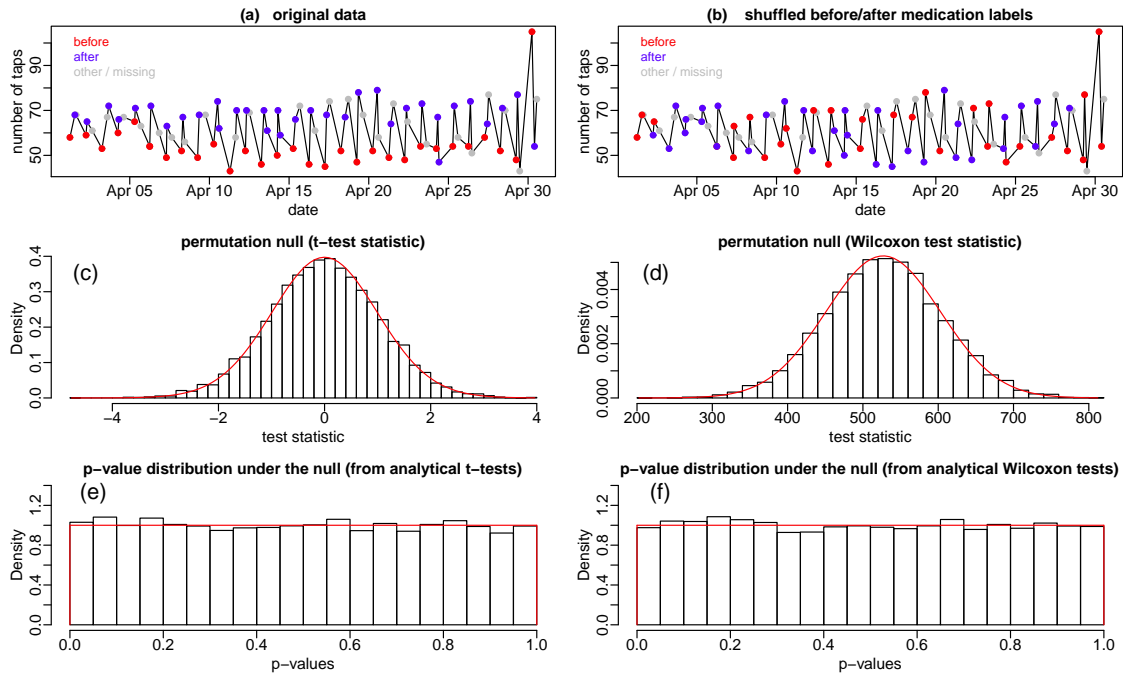 (a) original data
number of taps
50 70 90
before
after
other / missing
Apr 05 Apr 10 Apr 15 Apr 20 Apr 25 Apr 30
date
(b) shuffled before/after medication labels
number of taps
50 70 90
before
after
other / missing
Apr 05 Apr 10 Apr 15 Apr 20 Apr 25 Apr 30
date
permutation null (t−test statistic)
(c)
Density
0.0 0.1 0.2 0.3 0.4
−4 −2 0 2 4
test statistic
permutation null (Wilcoxon test statistic)
(d)
Density
0.000 0.002 0.004
200 300 400 500 600 700 800
test statistic
p−value distribution under the null (from analytical t−tests)
(e)
Density
0.0 0.4 0.8 1.2
0.0 0.2 0.4 0.6 0.8 1.0
p−values
p−value distribution under the null (from analytical Wilcoxon tests)
(f)
Density
0.0 0.4 0.8 1.2
0.0 0.2 0.4 0.6 0.8 1.0
p−values